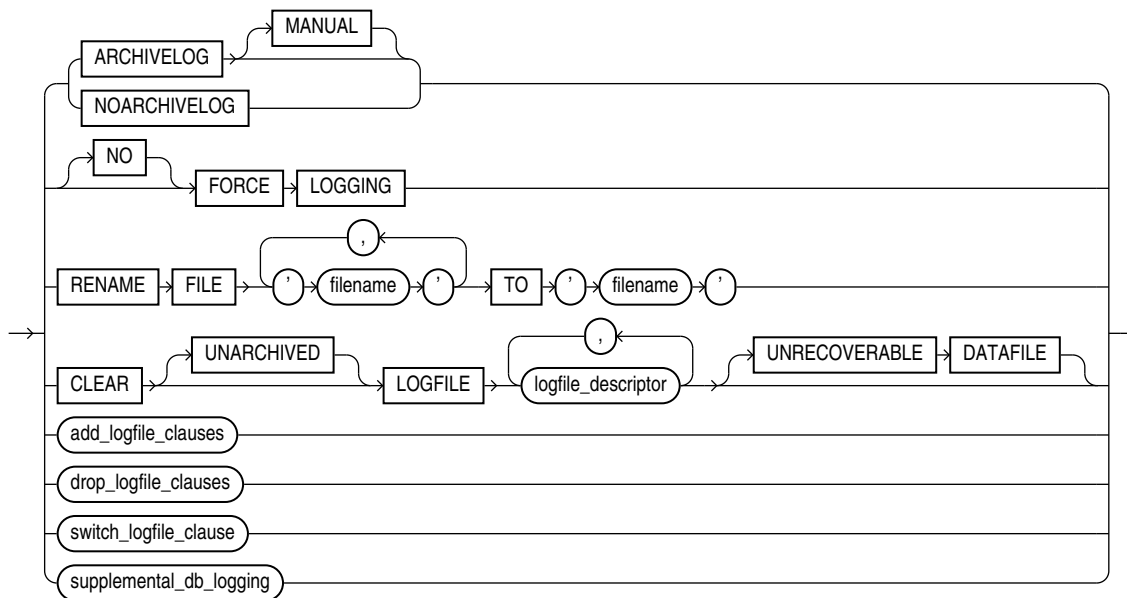 MANUAL
ARCHIVELOG
NOARCHIVELOG
NO
FORCE LOGGING
,
RENAME FILE ' filename ' TO ' filename '
,
UNARCHIVED UNRECOVERABLE DATAFILE
CLEAR LOGFILE logfile_descriptor
add_logfile_clauses
drop_logfile_clauses
switch_logfile_clause
supplemental_db_logging